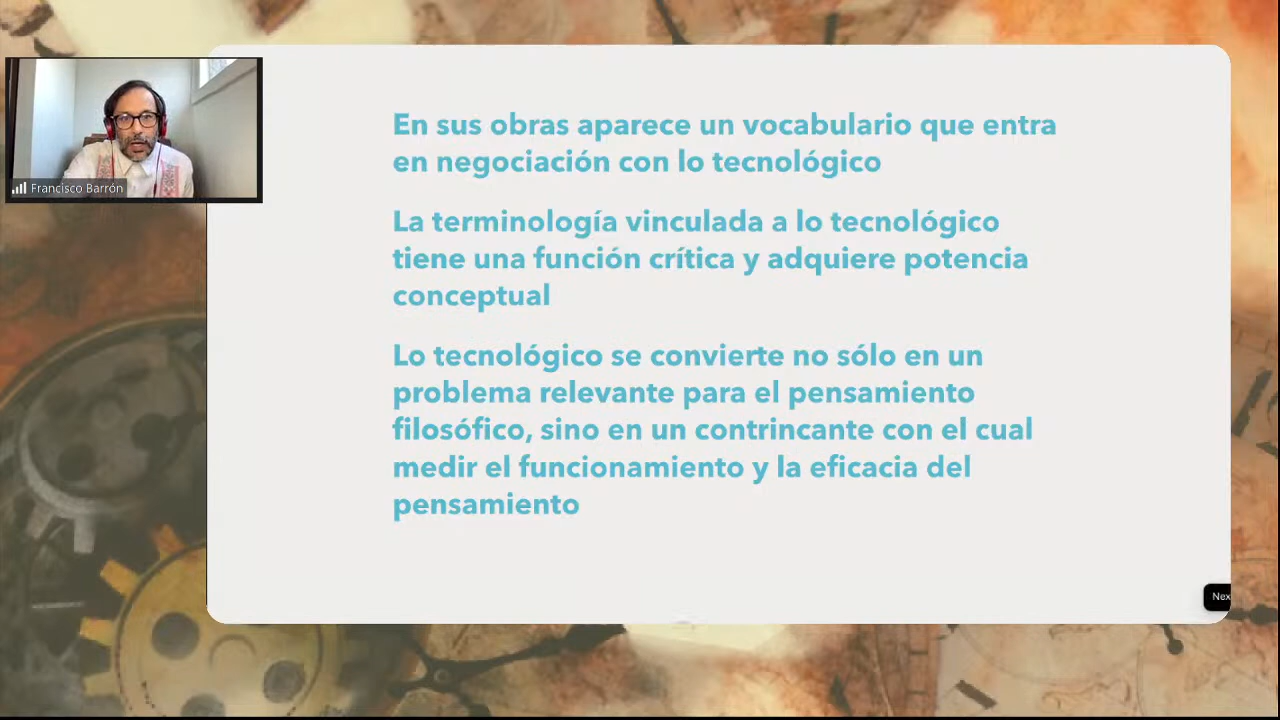 Francisco Barrón
En sus obras aparece un vocabulario que entra
en negociación con lo tecnológico
La terminología vinculada a lo tecnológico
tiene una función crítica y adquiere potencia
conceptual
Lo tecnológico se convierte no sólo en un
problema relevante para el pensamiento
filosófico, sino en un contrincante con el cual
medir el funcionamiento y la eficacia del
pensamiento
Nex